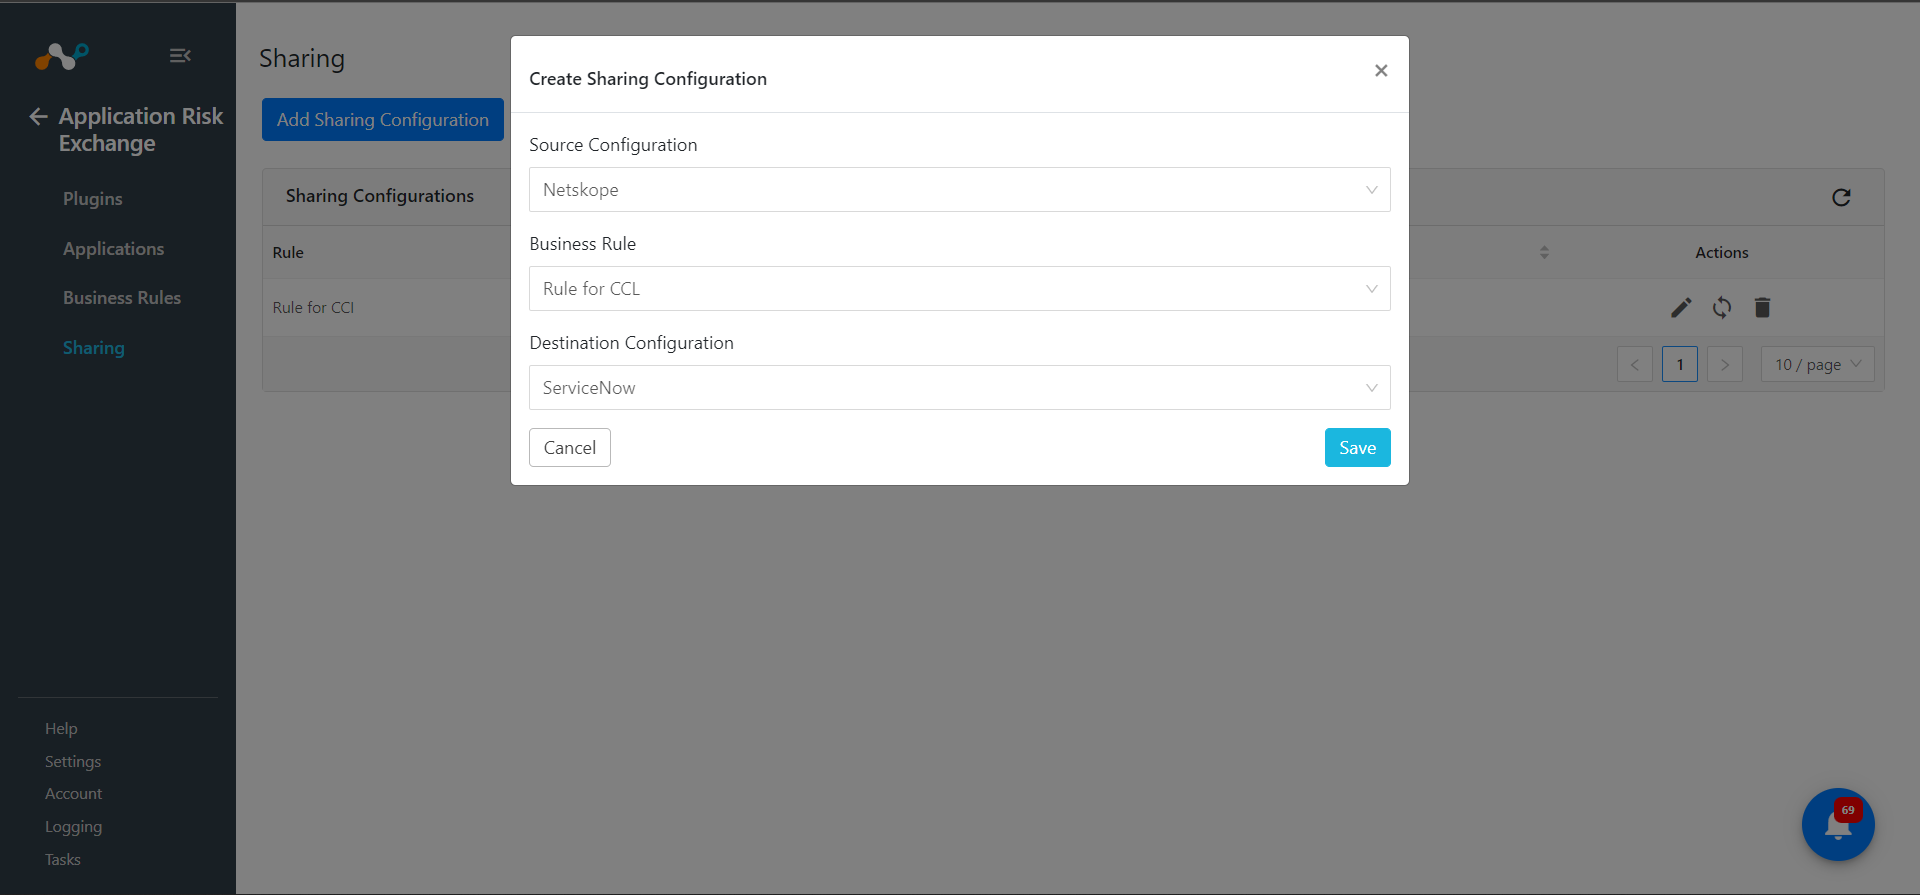 Application Risk
Exchange
Plugins
Applications
Business Rules
Sharing
Help
Settings
Account
Logging
Tasks
Sharing
Add Sharing Configuration
Sharing Configurations
Rule
Actions
Rule for CCI
< 1 > 10 / page
Create Sharing Configuration
Source Configuration
Netskope
Business Rule
Rule for CCL
Destination Configuration
ServiceNow
Cancel
Save
69